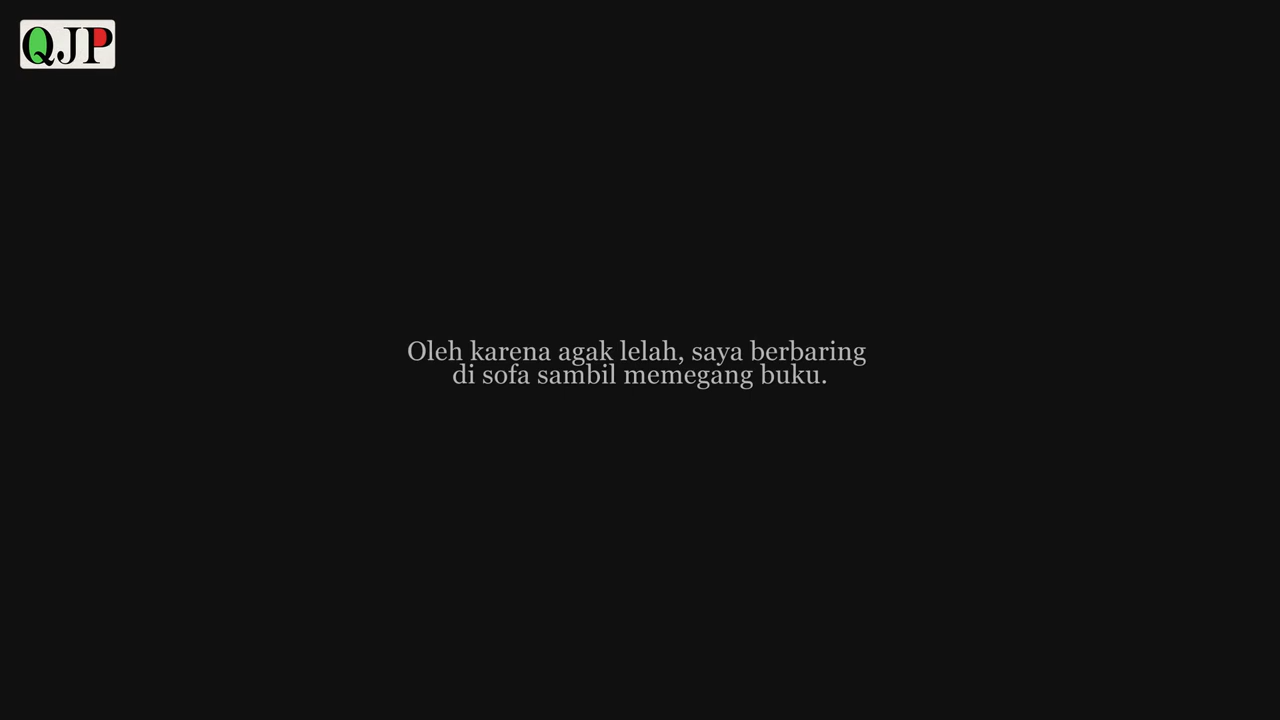 QJP
Oleh karena agak lelah, saya berbaring
di sofa sambil memegang buku.